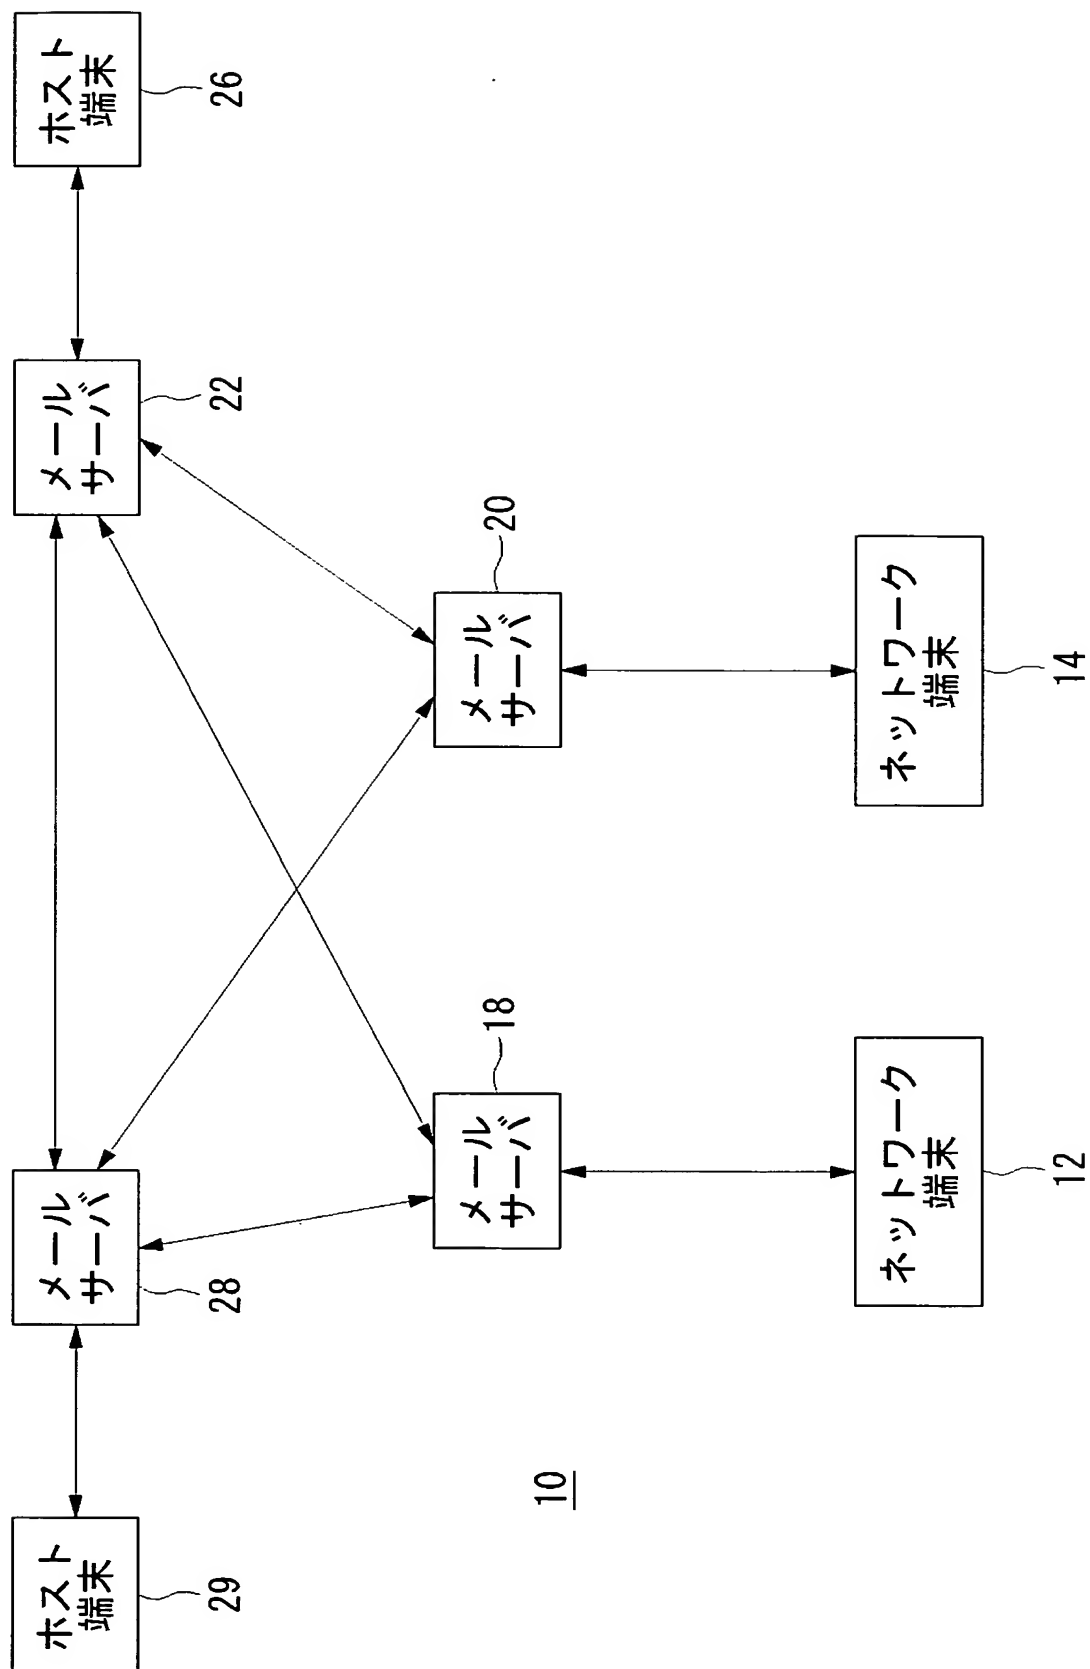 ホスト
端末
29
メール
サーバ
28
メール
サーバ
22
ホスト
端末
26
メール
サーバ
18
メール
サーバ
20
10
ネットワーク
端末
12
ネットワーク
端末
14